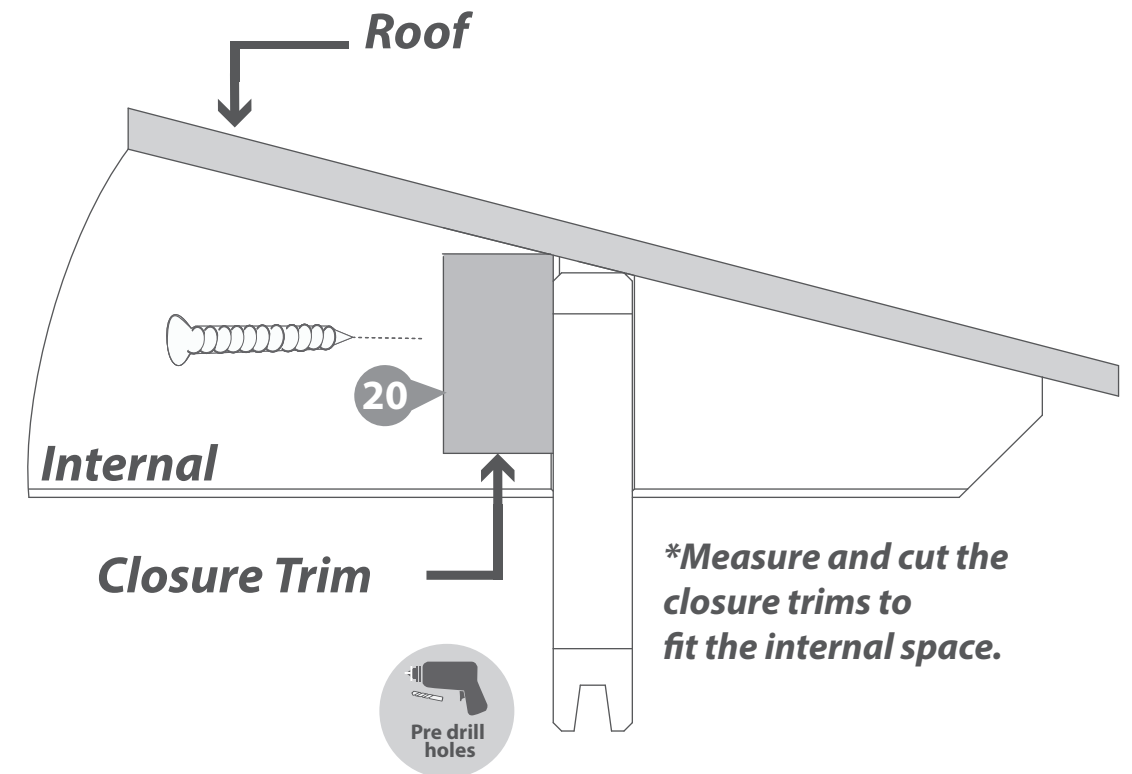 Roof
20
Internal
Closure Trim
*Measure and cut the
closure trims to
fit the internal space.
Pre drill
holes